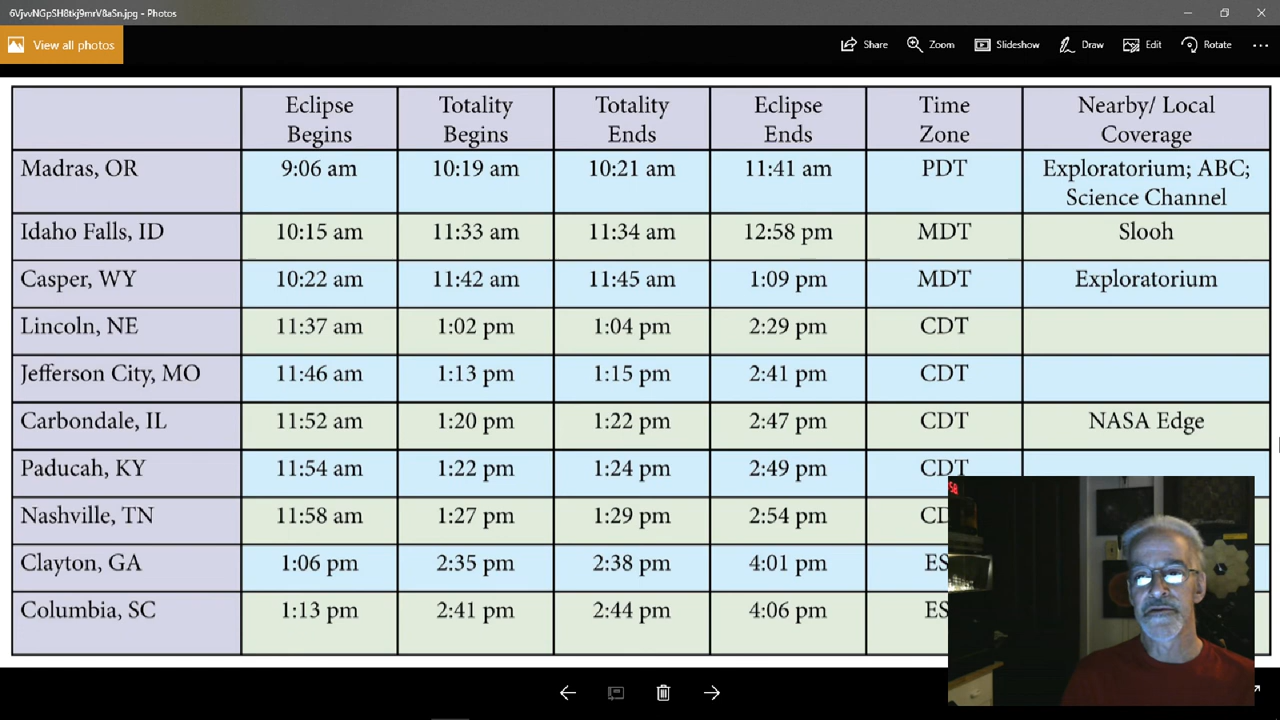 6VjvvNGpSH8tkj9mrV8aSn.jpg - Photos
View all photos
Share Zoom Slideshow Draw Edit Rotate
Eclipse Begins Totality Begins Totality Ends Eclipse Ends Time Zone Nearby/ Local Coverage
Madras, OR 9:06 am 10:19 am 10:21 am 11:41 am PDT Exploratorium; ABC; Science Channel
Idaho Falls, ID 10:15 am 11:33 am 11:34 am 12:58 pm MDT Slooh
Casper, WY 10:22 am 11:42 am 11:45 am 1:09 pm MDT Exploratorium
Lincoln, NE 11:37 am 1:02 pm 1:04 pm 2:29 pm CDT
Jefferson City, MO 11:46 am 1:13 pm 1:15 pm 2:41 pm CDT
Carbondale, IL 11:52 am 1:20 pm 1:22 pm 2:47 pm CDT NASA Edge
Paducah, KY 11:54 am 1:22 pm 1:24 pm 2:49 pm CDT
Nashville, TN 11:58 am 1:27 pm 1:29 pm 2:54 pm
Clayton, GA 1:06 pm 2:35 pm 2:38 pm 4:01 pm ES
Columbia, SC 1:13 pm 2:41 pm 2:44 pm 4:06 pm ES